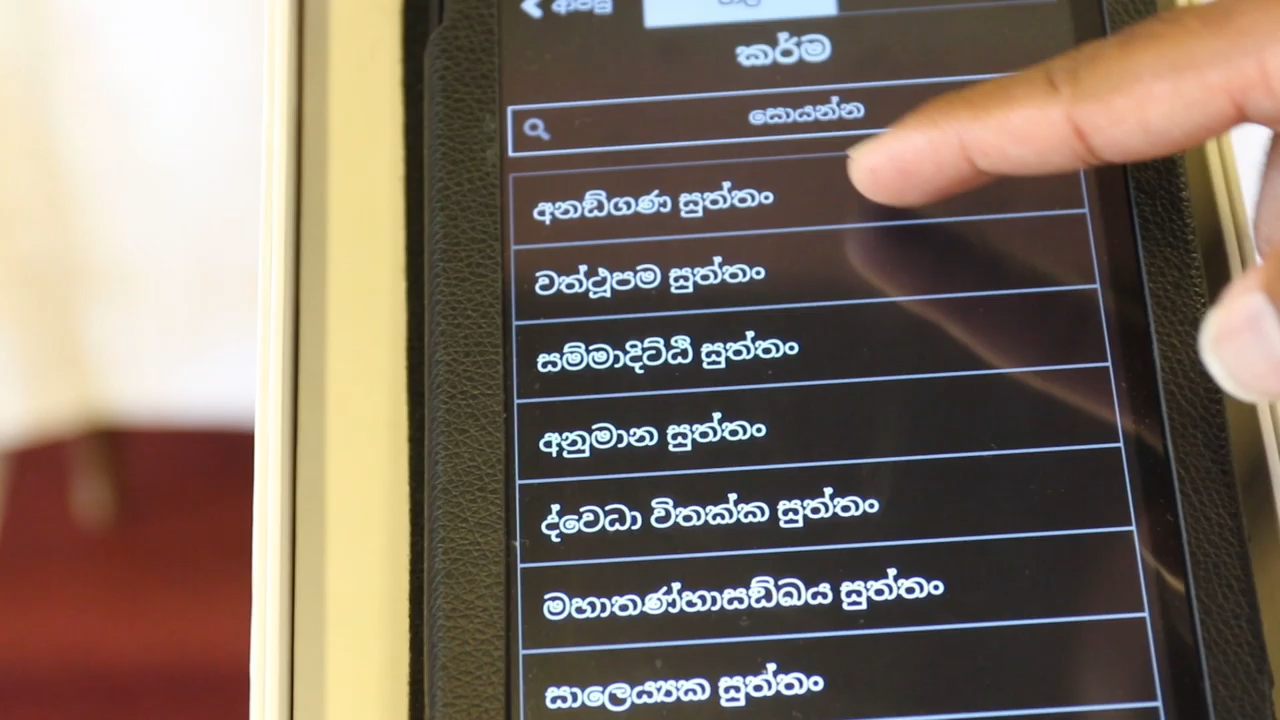 කර්ම
සොයන්න
අනඞ්ගණ සුත්තං
වත්ථූපම සුත්තං
සම්මාදිට්ඨි සුත්තං
අනුමාන සුත්තං
ද්වෙධා විතක්ක සුත්තං
මහාතණ්හාසඞ්ඛය සුත්තං
සාලෙය්‍යක සුත්තං